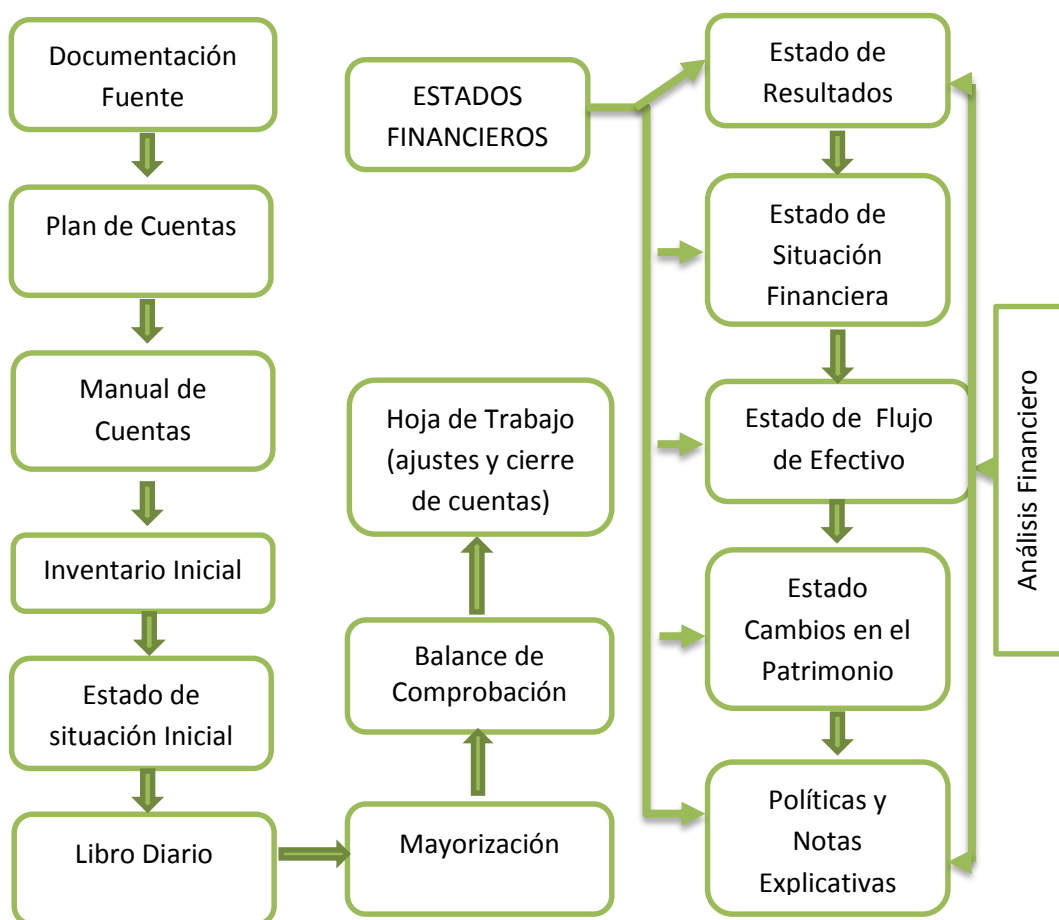 Documentación
Fuente
Plan de Cuentas
Manual de
Cuentas
Inventario Inicial
Estado de
situación Inicial
Libro Diario
Mayorización
Balance de
Comprobación
Hoja de Trabajo
(ajustes y cierre
de cuentas)
ESTADOS
FINANCIEROS
Estado de
Resultados
Estado de
Situación
Financiera
Estado de Flujo
de Efectivo
Estado
Cambios en el
Patrimonio
Políticas y
Notas
Explicativas
Análisis Financiero